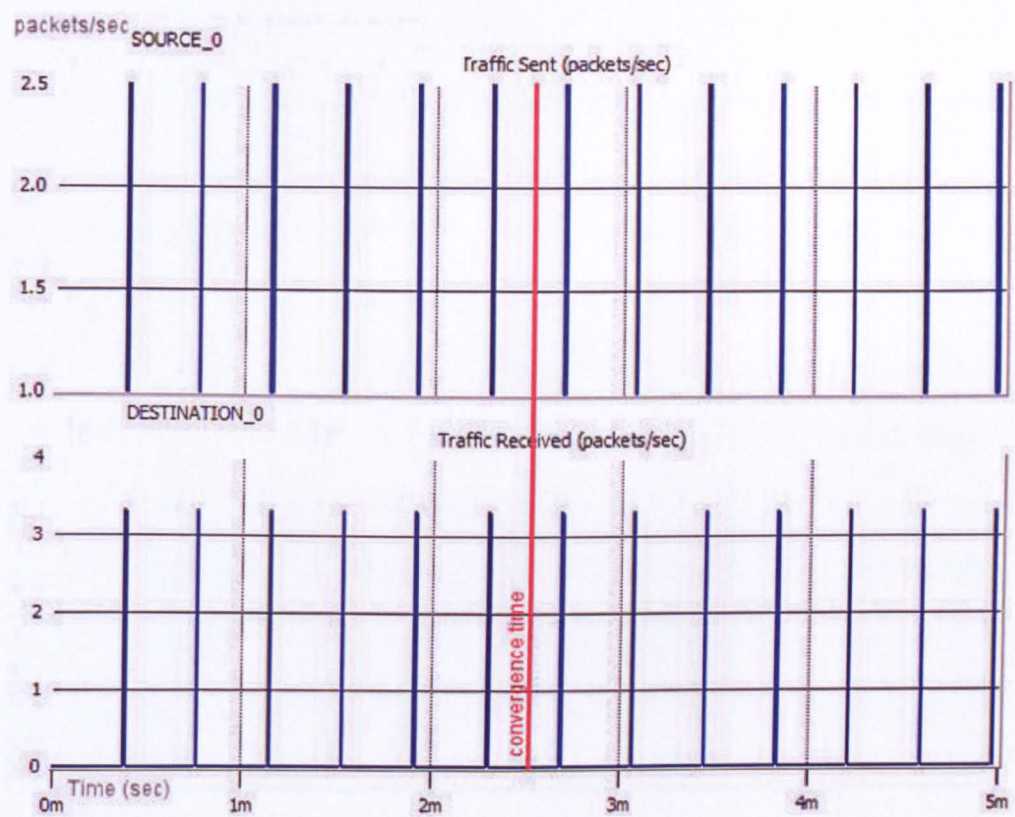 packets/sec
SOURCE_0
Traffic Sent (packets/sec)
2.5
2.0
1.5
1.0
DESTINATION_0
Traffic Received (packets/sec)
4
3
2
1
0
convergence time
Time (sec)
0m 1m 2m 3m 4m 5m